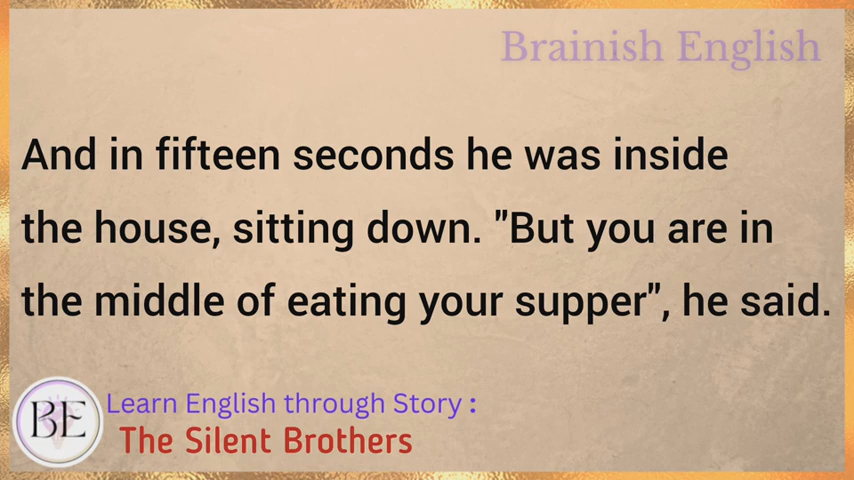 Brainish English
And in fifteen seconds he was inside
the house, sitting down. "But you are in
the middle of eating your supper", he said.
BE
Learn English through Story :
The Silent Brothers